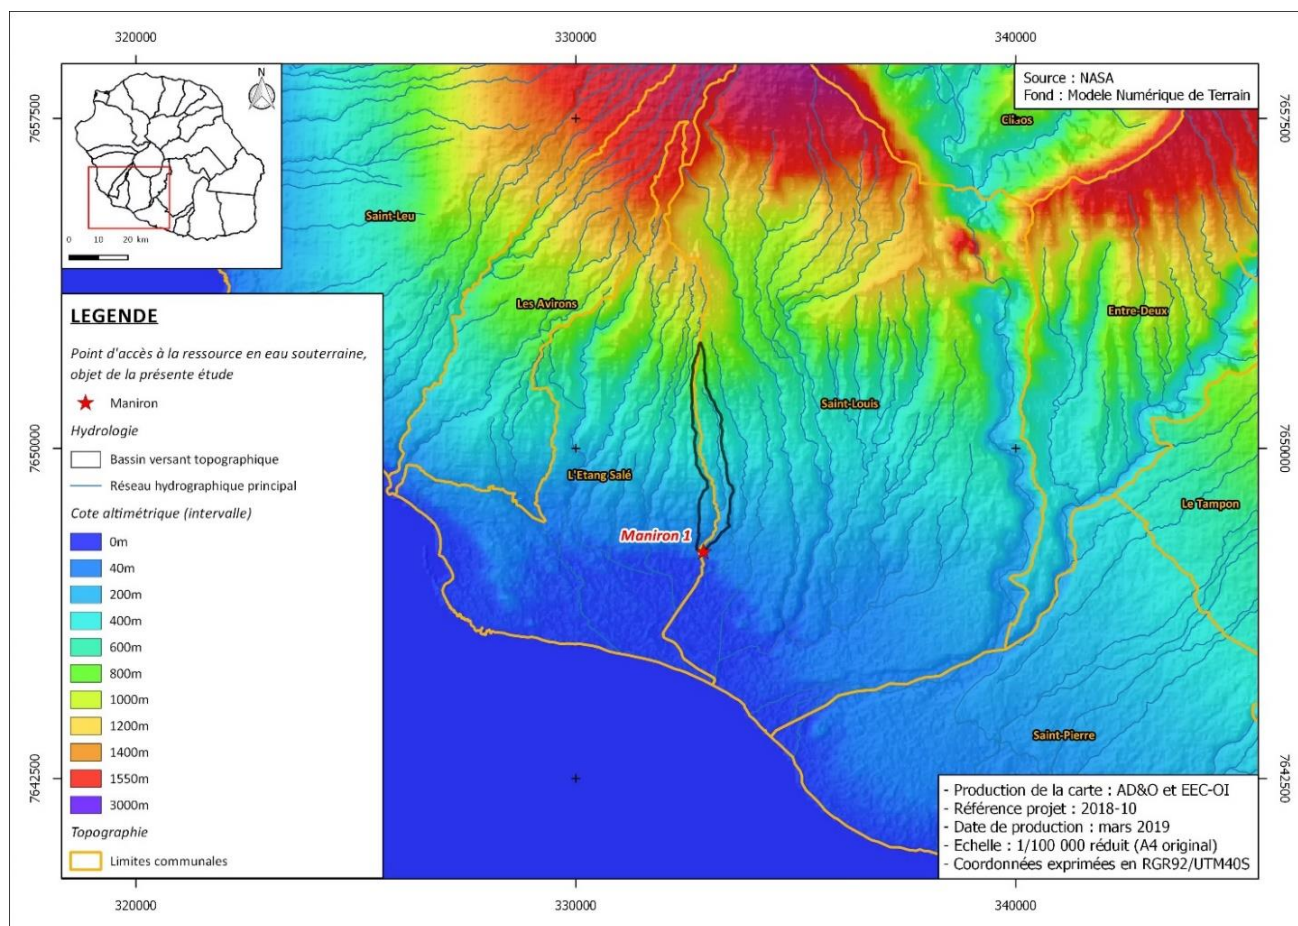 320000
330000
340000
7657500
7657500
N
0 10 20 km
Source : NASA
Fond : Modele Numérique de Terrain
Cilaos
Saint-Leu
Les Avirons
Entre-Deux
Saint-Louis
7650000
7650000
L'Etang Salé
Le Tampon
Maniron 1
Saint-Pierre
LEGENDE
Point d'accès à la ressource en eau souterraine,
objet de la présente étude
Maniron
Hydrologie
Bassin versant topographique
Réseau hydrographique principal
Cote altimétrique (intervalle)
0m
40m
200m
400m
600m
800m
1000m
1200m
1400m
1550m
3000m
Topographie
Limites communales
7642500
7642500
- Production de la carte : AD&O et EEC-OI
- Référence projet : 2018-10
- Date de production : mars 2019
- Echelle : 1/100 000 réduit (A4 original)
- Coordonnées exprimées en RGR92/UTM40S
320000
330000
340000